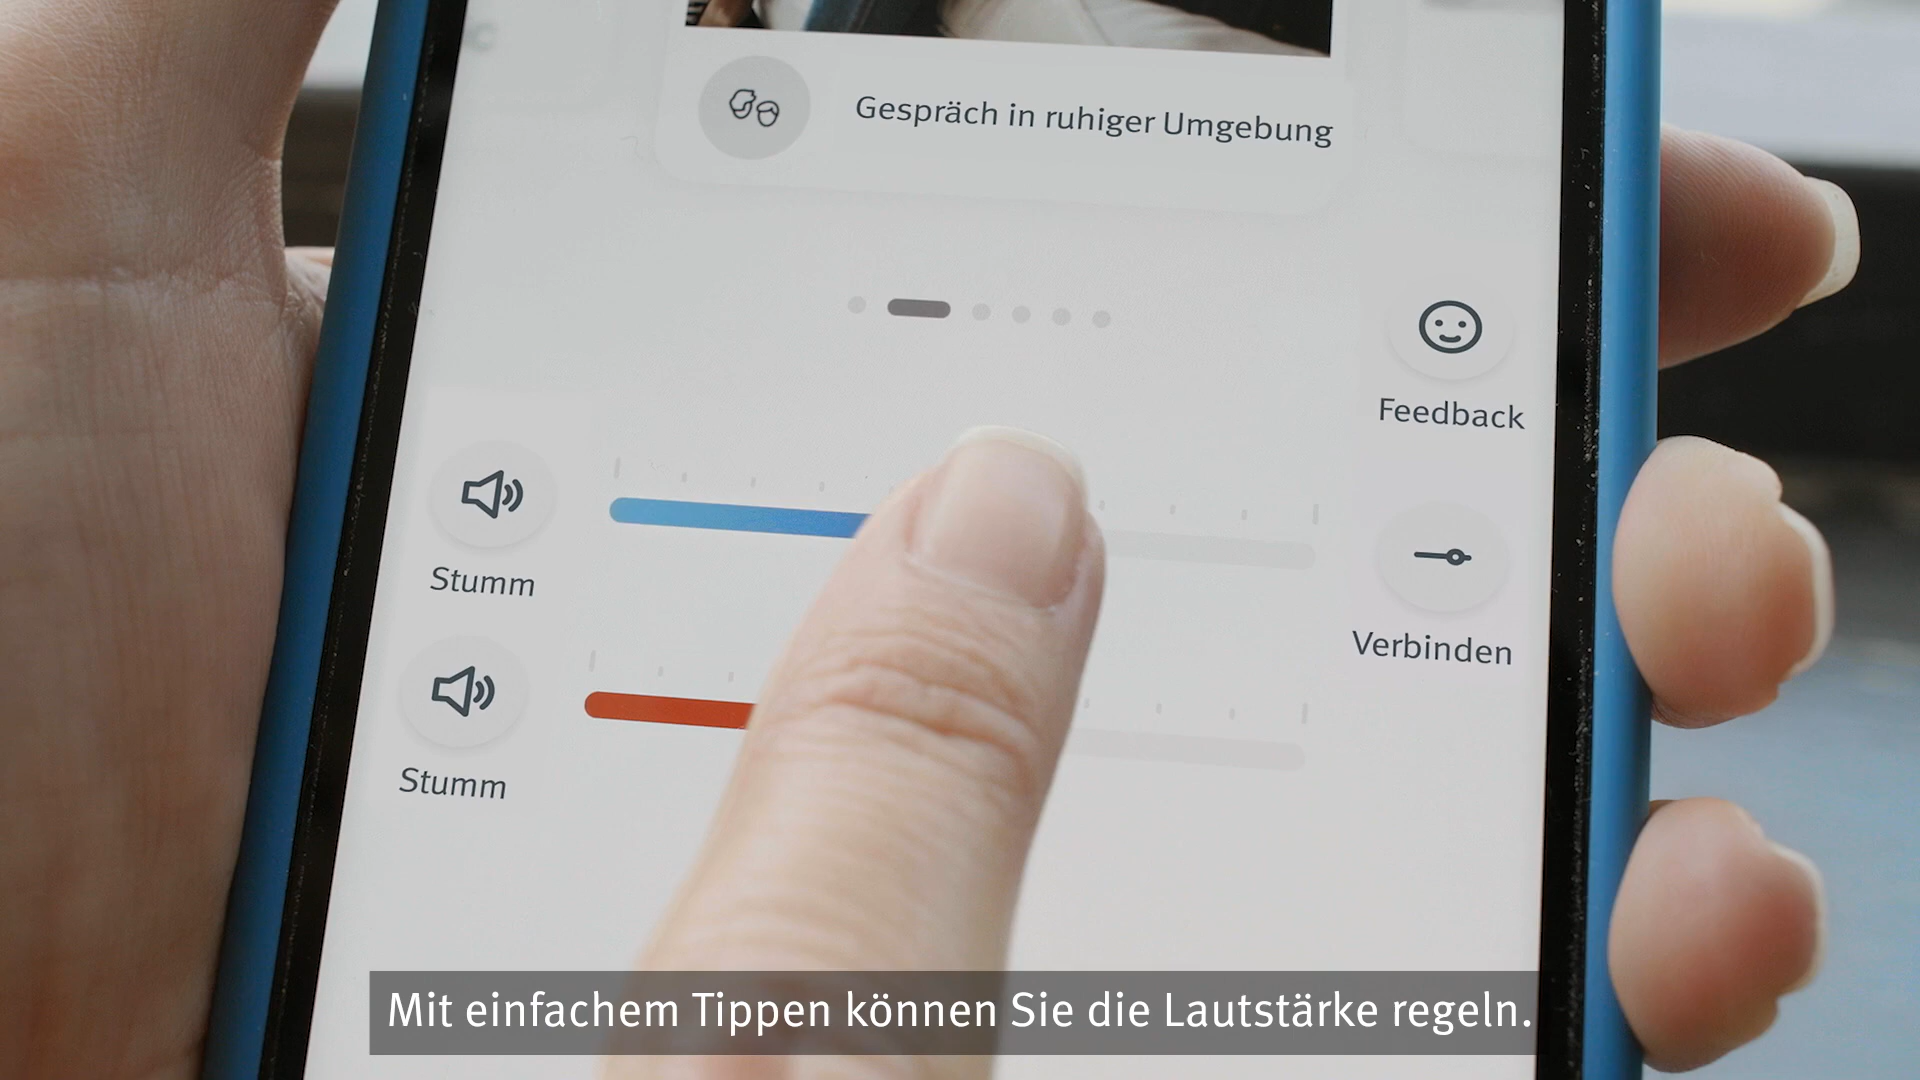 Gespräch in ruhiger Umgebung
Feedback
Stumm
Verbinden
Stumm
Mit einfachem Tippen können Sie die Lautstärke regeln.